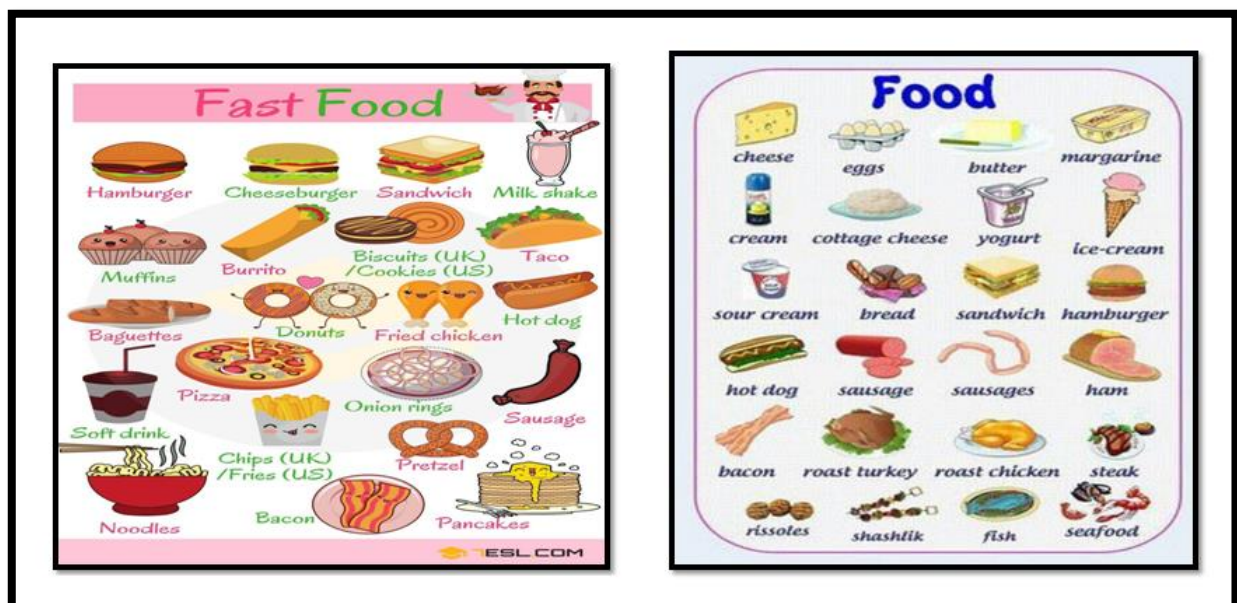 Fast Food
Hamburger Cheeseburger Sandwich Milk shake
Muffins Burrito Biscuits (UK)
/Cookies (US) Taco
Baguettes Donuts Fried chicken Hot dog
Soft drink Pizza Onion rings Sausage
Chips (UK)
/Fries (US) Pretzel
Noodles Bacon Pancakes
7ESL.COM
Food
cheese eggs butter margarine
cream cottage cheese yogurt ice-cream
sour cream bread sandwich hamburger
hot dog sausage sausages ham
bacon roast turkey roast chicken steak
rissoles shashlik fish seafood